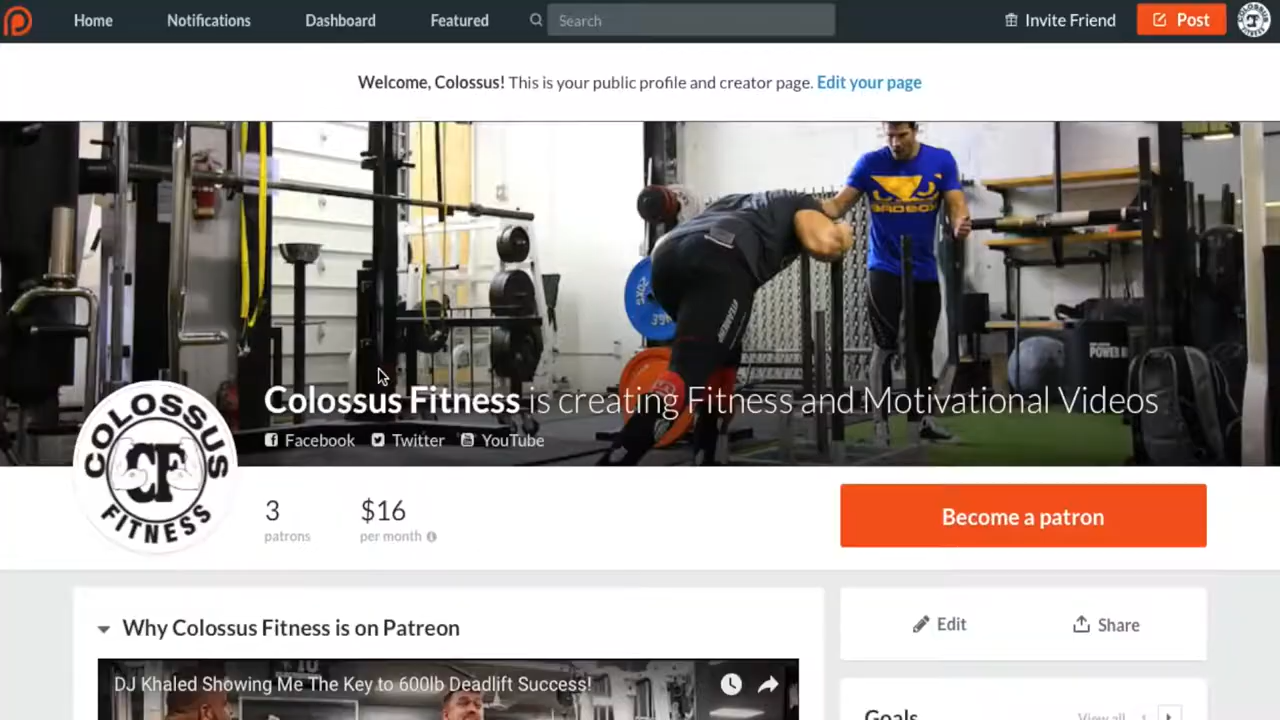 Home Notifications Dashboard Featured Search Invite Friend Post
Welcome, Colossus! This is your public profile and creator page. Edit your page
BADBOY
POWER
Colossus Fitness is creating Fitness and Motivational Videos
Facebook Twitter YouTube
COLOSSUS
CF
FITNESS
3 $16
patrons per month
Become a patron
Why Colossus Fitness is on Patreon
Edit Share
DJ Khaled Showing Me The Key to 600lb Deadlift Success!
Goals View all